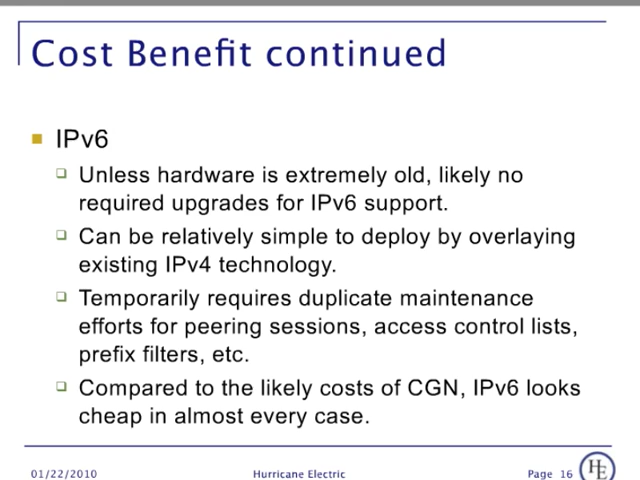 Cost Benefit continued
IPv6
Unless hardware is extremely old, likely no
required upgrades for IPv6 support.
Can be relatively simple to deploy by overlaying
existing IPv4 technology.
Temporarily requires duplicate maintenance
efforts for peering sessions, access control lists,
prefix filters, etc.
Compared to the likely costs of CGN, IPv6 looks
cheap in almost every case.
01/22/2010 Hurricane Electric Page 16 HE